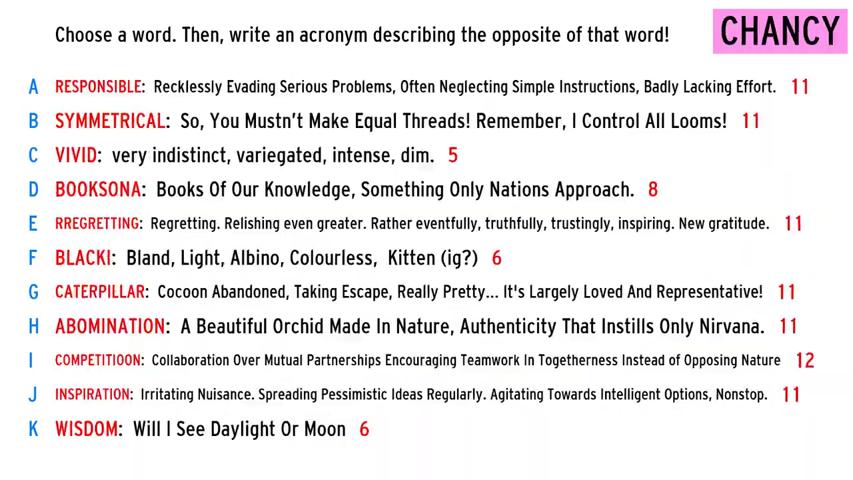 Choose a word. Then, write an acronym describing the opposite of that word!
CHANCY
A RESPONSIBLE: Recklessly Evading Serious Problems, Often Neglecting Simple Instructions, Badly Lacking Effort. 11
B SYMMETRICAL: So, You Mustn't Make Equal Threads! Remember, I Control All Looms! 11
C VIVID: very indistinct, variegated, intense, dim. 5
D BOOKSONA: Books Of Our Knowledge, Something Only Nations Approach. 8
E RREGRETTING: Regretting. Relishing even greater. Rather eventfully, truthfully, trustingly, inspiring. New gratitude. 11
F BLACKI: Bland, Light, Albino, Colourless, Kitten (ig?) 6
G CATERPILLAR: Cocoon Abandoned, Taking Escape, Really Pretty... It's Largely Loved And Representative! 11
H ABOMINATION: A Beautiful Orchid Made In Nature, Authenticity That Instills Only Nirvana. 11
I COMPETITIOON: Collaboration Over Mutual Partnerships Encouraging Teamwork In Togetherness Instead of Opposing Nature 12
J INSPIRATION: Irritating Nuisance. Spreading Pessimistic Ideas Regularly. Agitating Towards Intelligent Options, Nonstop. 11
K WISDOM: Will I See Daylight Or Moon 6